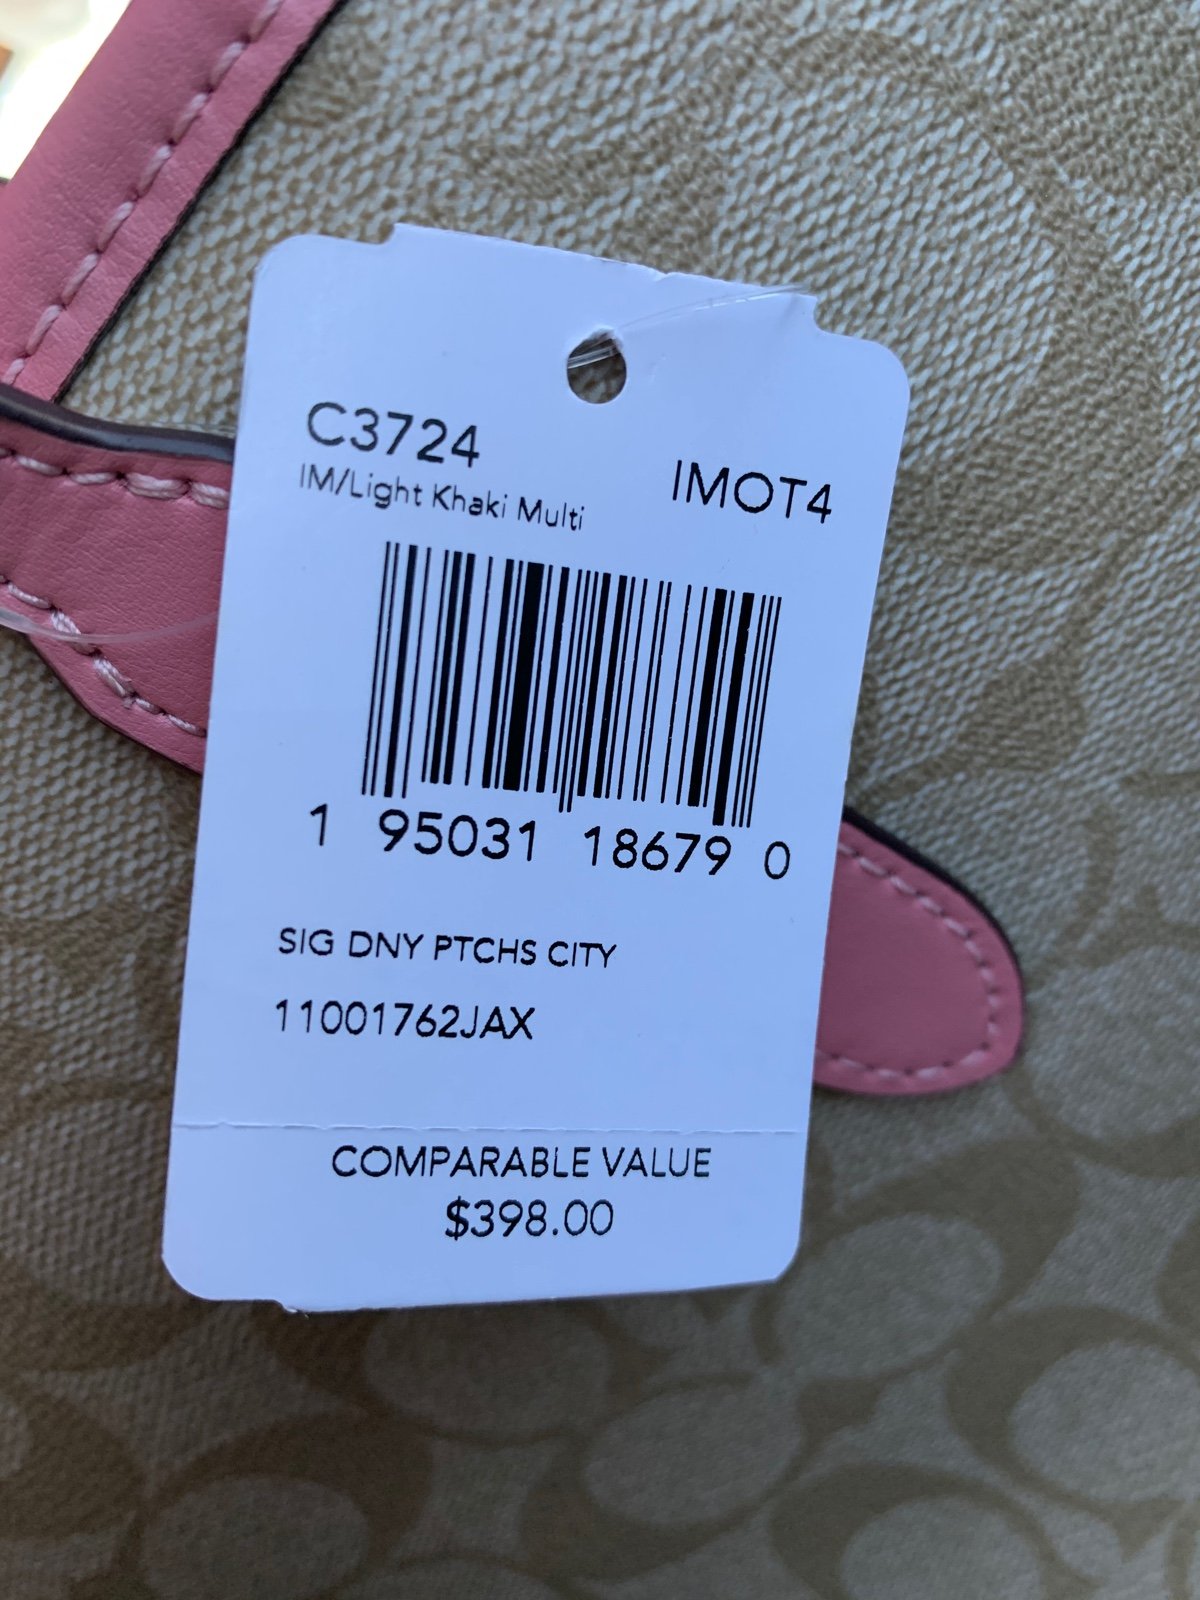 C3724
IMOT4
IM/Light Khaki Multi
1 95031 18679 0
SIG DNY PTCHS CITY
11001762JAX
COMPARABLE VALUE
$398.00